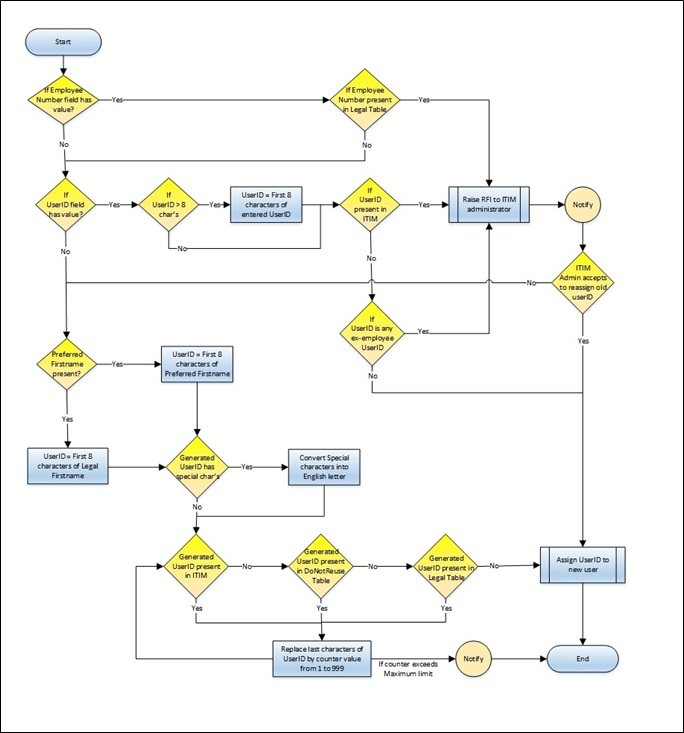 Start
If Employee
Number field has
value?
Yes
If Employee
Number present
in Legal Table
Yes
No
No
If
UserID field
has value?
Yes
If
UserID > 8
char's
Yes
UserID = First 8
characters of
entered UserID
If
UserID
present in
ITIM
Yes
Raise RFI to ITIM
administrator
Notify
No
No
No
ITIM
Admin accepts
to reassign old
userID
No
Yes
If
UserID is any
ex-employee
UserID
Yes
No
Preferred
Firstname
present?
Yes
UserID = First 8
characters of
Preferred Firstname
Yes
UserID = First 8
characters of Legal
Firstname
Generated
UserID has
special char's
Yes
Convert Special
characters into
English letter
No
Generated
UserID present
in ITIM
No
Generated
UserID present
in DoNotReuse
Table
No
Generated
UserID present in
Legal Table
No
Assign UserID to
new user
Yes
Yes
Yes
Replace last characters of
UserID by counter value
from 1 to 999
If counter exceeds
Maximum limit
Notify
End